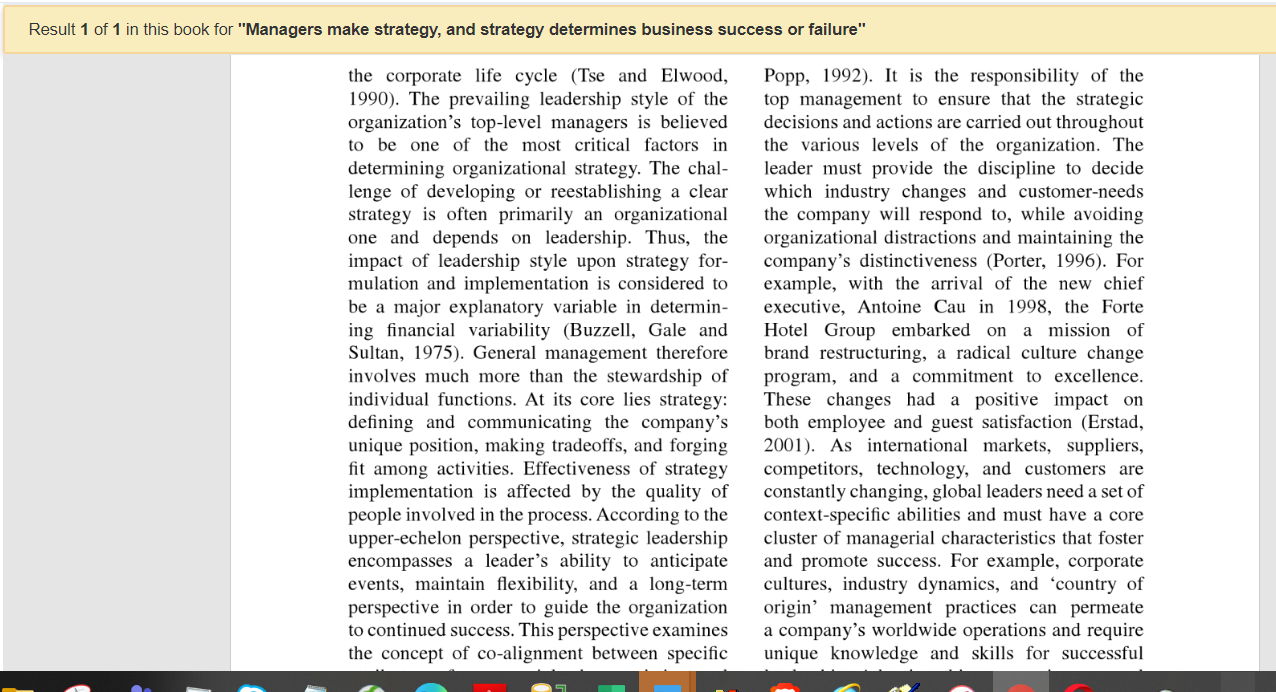 Result 1 of 1 in this book for "Managers make strategy, and strategy determines business success or failure"
the corporate life cycle (Tse and Elwood,
1990). The prevailing leadership style of the
organization's top-level managers is believed
to be one of the most critical factors in
determining organizational strategy. The chal-
lenge of developing or reestablishing a clear
strategy is often primarily an organizational
one and depends on leadership. Thus, the
impact of leadership style upon strategy for-
mulation and implementation is considered to
be a major explanatory variable in determin-
ing financial variability (Buzzell, Gale and
Sultan, 1975). General management therefore
involves much more than the stewardship of
individual functions. At its core lies strategy:
defining and communicating the company's
unique position, making tradeoffs, and forging
fit among activities. Effectiveness of strategy
implementation is affected by the quality of
people involved in the process. According to the
upper-echelon perspective, strategic leadership
encompasses a leader's ability to anticipate
events, maintain flexibility, and a long-term
perspective in order to guide the organization
to continued success. This perspective examines
the concept of co-alignment between specific
Popp, 1992). It is the responsibility of the
top management to ensure that the strategic
decisions and actions are carried out throughout
the various levels of the organization. The
leader must provide the discipline to decide
which industry changes and customer-needs
the company will respond to, while avoiding
organizational distractions and maintaining the
company's distinctiveness (Porter, 1996). For
example, with the arrival of the new chief
executive, Antoine Cau in 1998, the Forte
Hotel Group embarked on a mission of
brand restructuring, a radical culture change
program, and a commitment to excellence.
These changes had a positive impact on
both employee and guest satisfaction (Erstad,
2001). As international markets, suppliers,
competitors, technology, and customers are
constantly changing, global leaders need a set of
context-specific abilities and must have a core
cluster of managerial characteristics that foster
and promote success. For example, corporate
cultures, industry dynamics, and 'country of
origin' management practices can permeate
a company's worldwide operations and require
unique knowledge and skills for successful